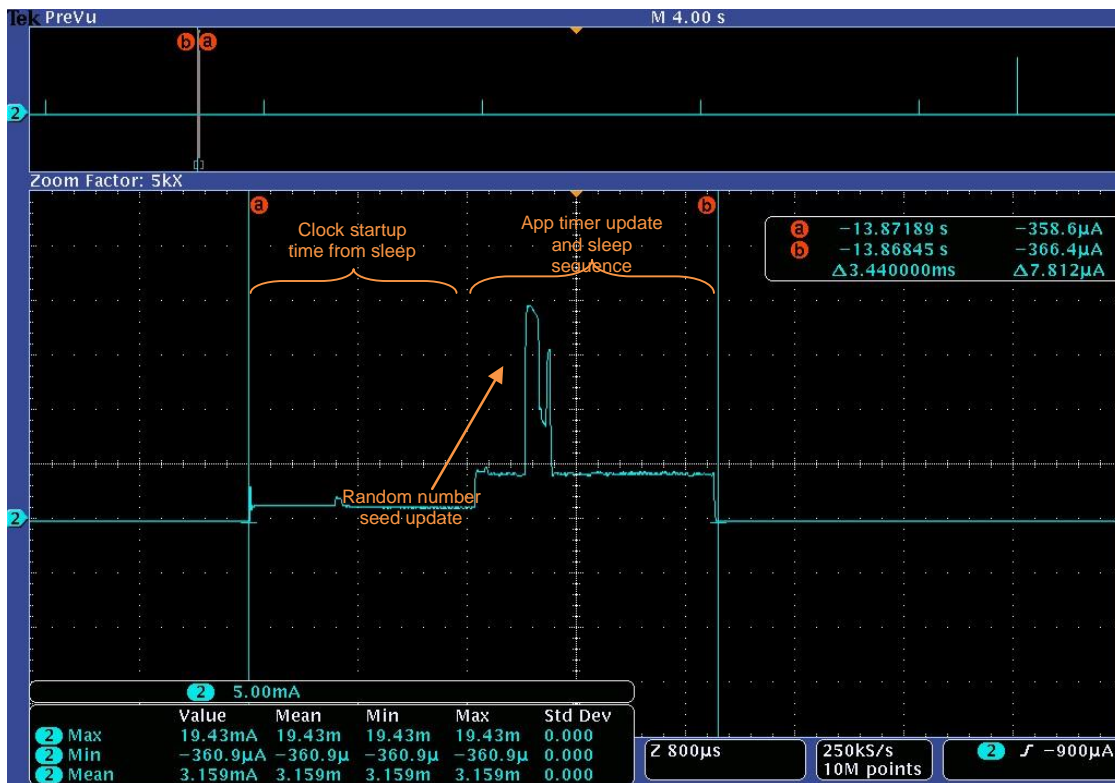 Tek PreVu M 4.00 s
b a
2
Zoom Factor: 5kX
a b
Clock startup
time from sleep
App timer update
and sleep
sequence
a −13.87189 s −358.6µA
b −13.86845 s −366.4µA
Δ3.440000ms Δ7.812µA
Random number
seed update
2
2 5.00mA
Value Mean Min Max Std Dev
2 Max 19.43mA 19.43m 19.43m 19.43m 0.000
2 Min −360.9µA −360.9µ −360.9µ −360.9µ 0.000
2 Mean 3.159mA 3.159m 3.159m 3.159m 0.000
Z 800µs
250kS/s
10M points
2 −900µA